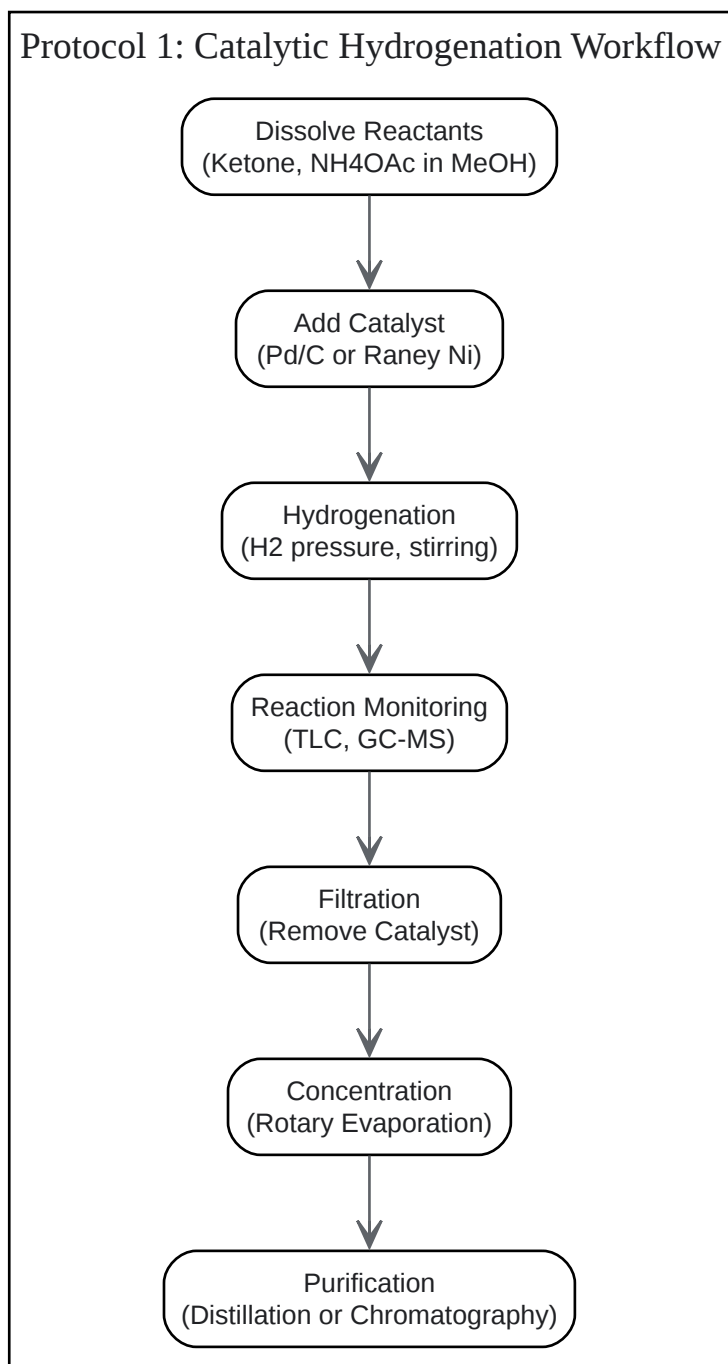 Protocol 1: Catalytic Hydrogenation Workflow
Dissolve Reactants
(Ketone, NH4OAc in MeOH)
Add Catalyst
(Pd/C or Raney Ni)
Hydrogenation
(H2 pressure, stirring)
Reaction Monitoring
(TLC, GC-MS)
Filtration
(Remove Catalyst)
Concentration
(Rotary Evaporation)
Purification
(Distillation or Chromatography)